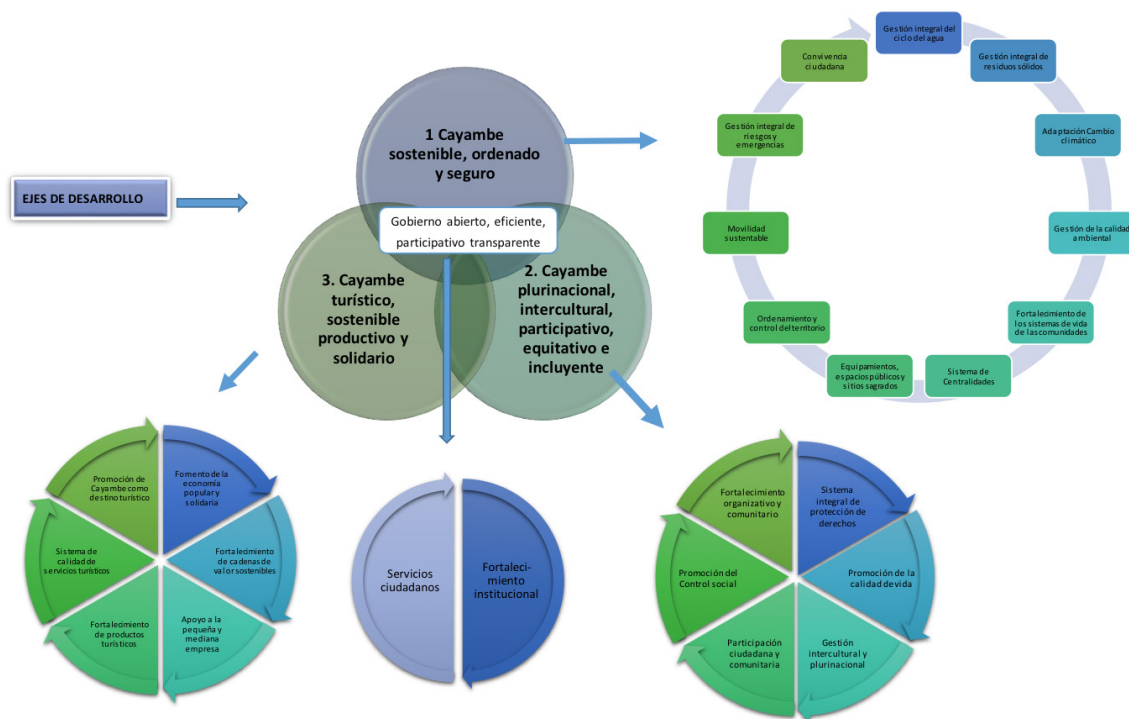 EJES DE DESARROLLO
1 Cayambe
sostenible, ordenado
y seguro
Gobierno abierto, eficiente,
participativo transparente
3. Cayambe
turístico,
sostenible
productivo y
solidario
2. Cayambe
plurinacional,
intercultural,
participativo,
equitativo e
incluyente
Gestión integral del
ciclo del agua
Gestión integral de
residuos sólidos
Adaptación Cambio
climático
Gestión de la calidad
ambiental
Fortalecimiento de
los sistemas de vida
de las comunidades
Sistema de
Centralidades
Equipamientos,
espacios públicos y
sitios sagrados
Ordenamiento y
control del territorio
Movilidad
sustentable
Gestión integral de
riesgos y
emergencias
Convivencia
ciudadana
Fomento de la
economía
popular y
solidaria
Fortalecimiento
de cadenas de
valor sostenibles
Apoyo a la
pequeña y
mediana
empresa
Fortalecimiento
de productos
turísticos
Sistema de
calidad de
servicios turísticos
Promoción de
Cayambe como
destino turístico
Servicios
ciudadanos
Fortaleci-
miento
institucional
Sistema
integral de
protección de
derechos
Promoción de la
calidad de vida
Gestión
intercultural y
plurinacional
Participación
ciudadana y
comunitaria
Promoción del
Control social
Fortalecimiento
organizativo y
comunitario